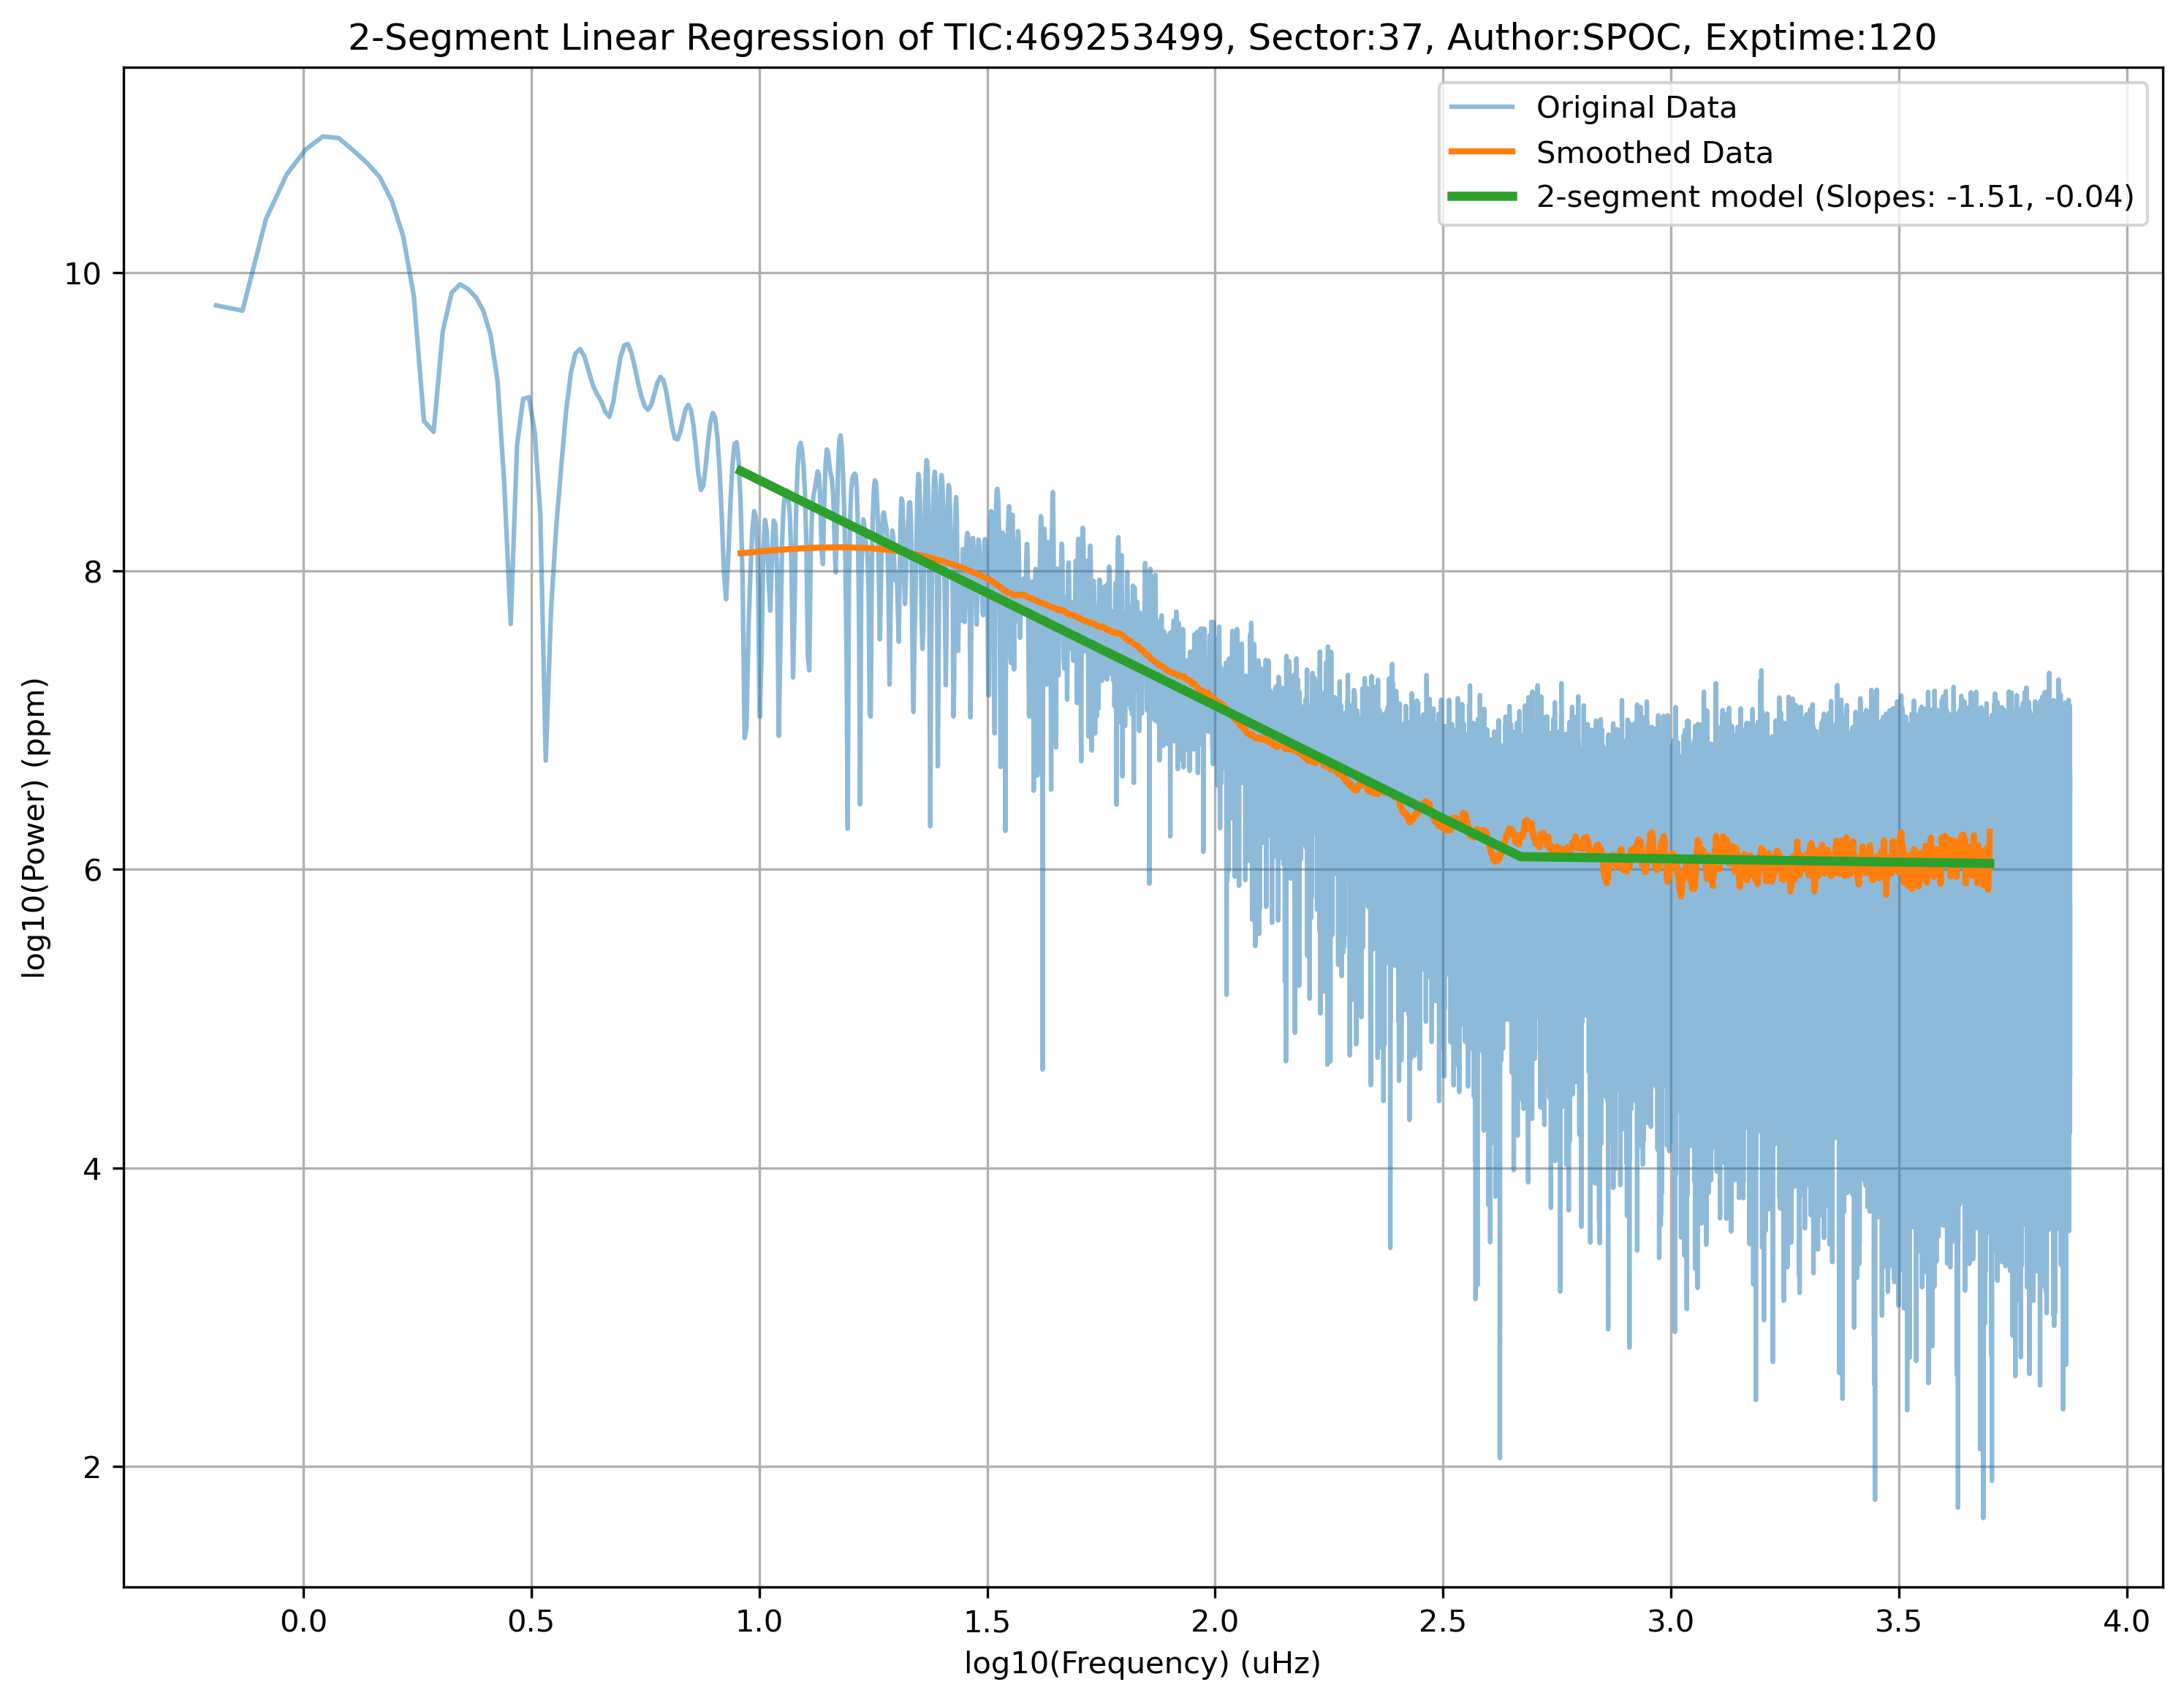 2-Segment Linear Regression of TIC:469253499, Sector:37, Author:SPOC, Exptime:120
Original Data
Smoothed Data
2-segment model (Slopes: -1.51, -0.04)
log10(Power) (ppm)
10
8
6
4
2
0.0 0.5 1.0 1.5 2.0 2.5 3.0 3.5 4.0
log10(Frequency) (uHz)